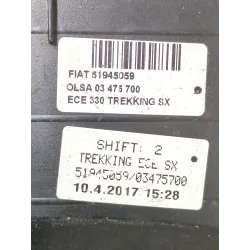 FIAT 51945059
OLSA 03 475 700
ECE 330 TREKKING SX
SHIFT: 2
TREKKING ECE SX
51945059/03475700
10.4.2017 15:28